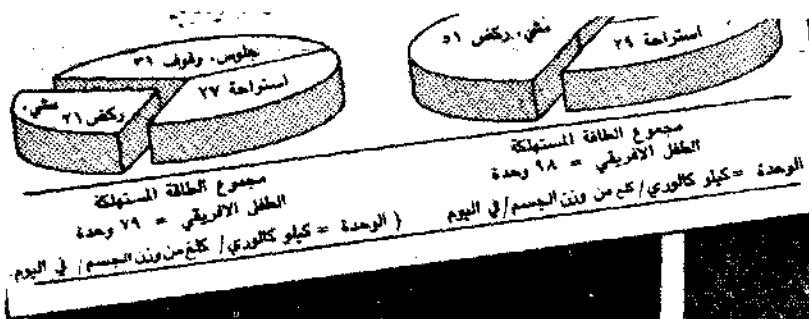 مشي، ركض ٥١
استراحة ٢٩
جلوس، وقوف ٣١
استراحة ٢٧
مشي،
ركض ٢١
مجموع الطاقة المستهلكة
الطفل الافريقي = ٩٨ وحدة
الوحدة = كيلو كالوري / كلغ من وزن الجسم / في اليوم
مجموع الطاقة المستهلكة
الطفل الافريقي = ٧٩ وحدة
( الوحدة = كيلو كالوري / كلغ من وزن الجسم / في اليوم.